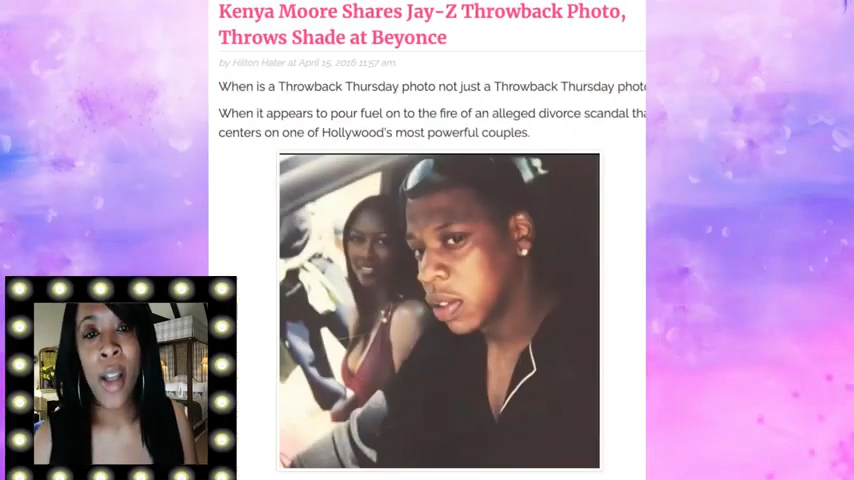 Kenya Moore Shares Jay-Z Throwback Photo,
Throws Shade at Beyonce
by Hilton Hater at April 15, 2016 11:57 am.
When is a Throwback Thursday photo not just a Throwback Thursday phot
When it appears to pour fuel on to the fire of an alleged divorce scandal tha
centers on one of Hollywood's most powerful couples.